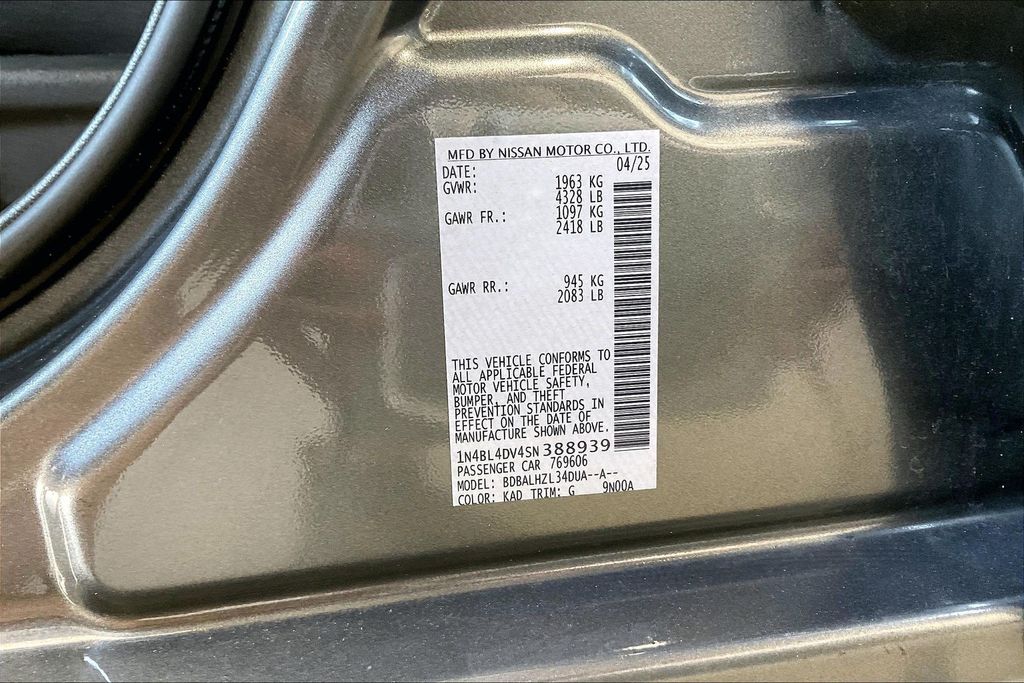 MFD BY NISSAN MOTOR CO., LTD.
DATE: 04/25
GVWR: 1963 KG
4328 LB
GAWR FR.: 1097 KG
2418 LB
GAWR RR.: 945 KG
2083 LB
THIS VEHICLE CONFORMS TO
ALL APPLICABLE FEDERAL
MOTOR VEHICLE SAFETY,
BUMPER, AND THEFT
PREVENTION STANDARDS IN
EFFECT ON THE DATE OF
MANUFACTURE SHOWN ABOVE.
1N4BL4DV4SN388939
PASSENGER CAR 769606
MODEL: BDBALHZL34DUA--A--
COLOR: KAD TRIM: G 9N00A